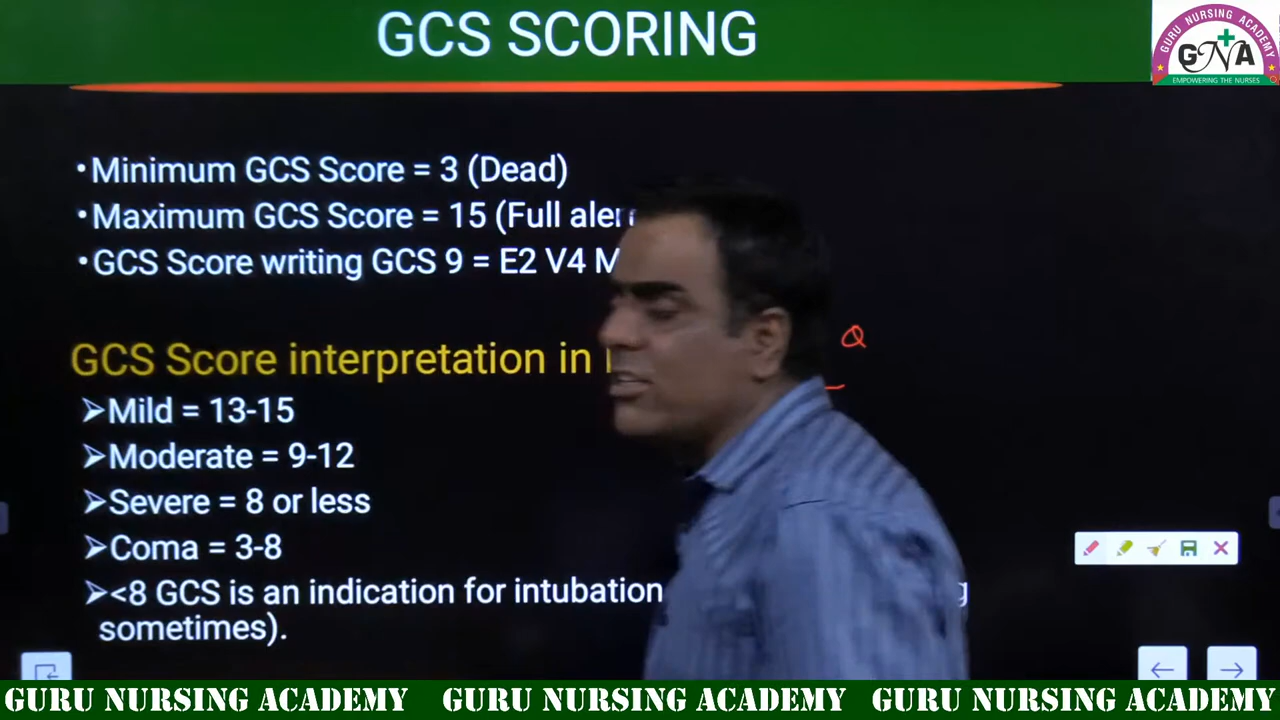 GCS SCORING
GURU NURSING ACADEMY
GNA
EMPOWERING THE NURSES
•Minimum GCS Score = 3 (Dead)
•Maximum GCS Score = 15 (Full
•GCS Score writing GCS 9 = E2 V4
GCS Score interpretation in
➢Mild = 13-15
➢Moderate = 9-12
➢Severe = 8 or less
➢Coma = 3-8
➢<8 GCS is an indication for intubation
sometimes).
GURU NURSING ACADEMY GURU NURSING ACADEMY GURU NURSING ACADEMY